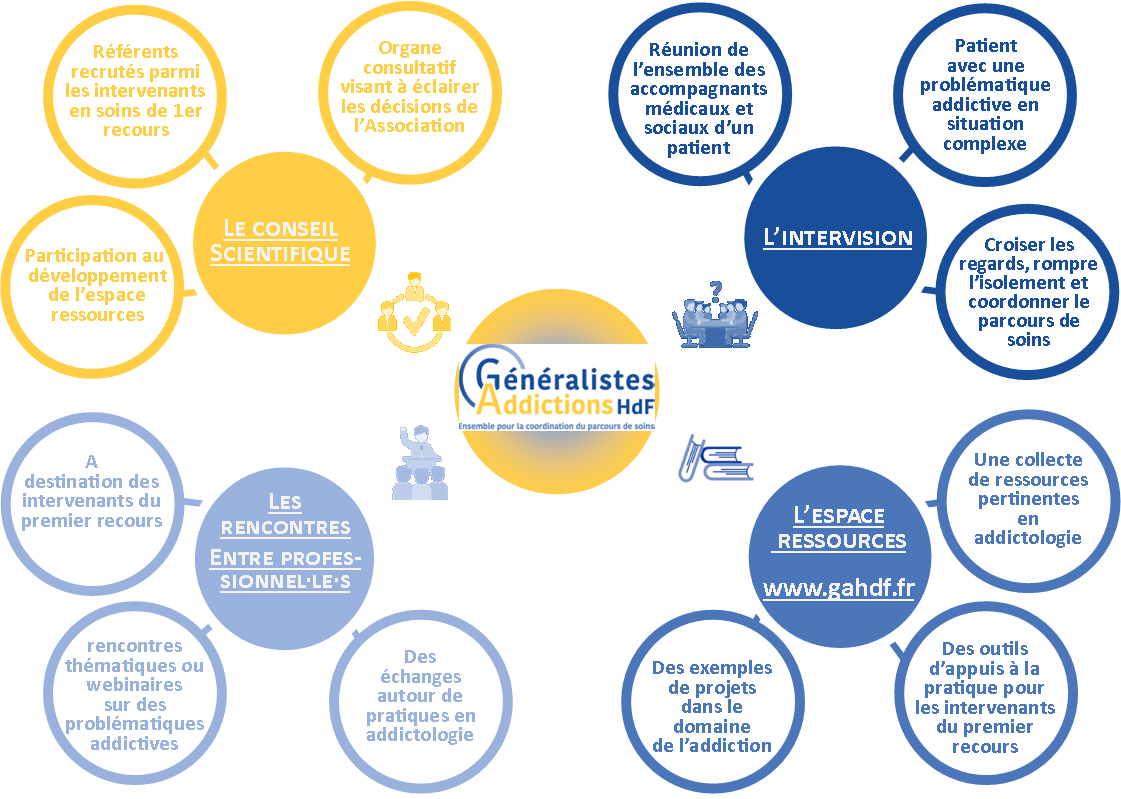 Référents
recrutés parmi
les intervenants
en soins de 1er
recours
Organe
consultatif
visant à éclairer
les décisions de
l'Association
Participation au
développement
de l'espace
ressources
LE CONSEIL
SCIENTIFIQUE
Réunion de
l'ensemble des
accompagnants
médicaux et
sociaux d'un
patient
Patient
avec une
problématique
addictive en
situation
complexe
L'INTERVISION
Croiser les
regards, rompre
l'isolement et
coordonner le
parcours de
soins
?
Généralistes
Addictions HdF
Ensemble pour la coordination du parcours de soins
A
destination des
intervenants du
premier recours
LES
RENCONTRES
ENTRE PROFES-
SIONNEL·LE·S
rencontres
thématiques ou
webinaires
sur des
problématiques
addictives
Des
échanges
autour de
pratiques en
addictologie
L'ESPACE
RESSOURCES
www.gahdf.fr
Une collecte
de ressources
pertinentes
en
addictologie
Des exemples
de projets
dans le
domaine
de l'addiction
Des outils
d'appuis à la
pratique pour
les intervenants
du premier
recours